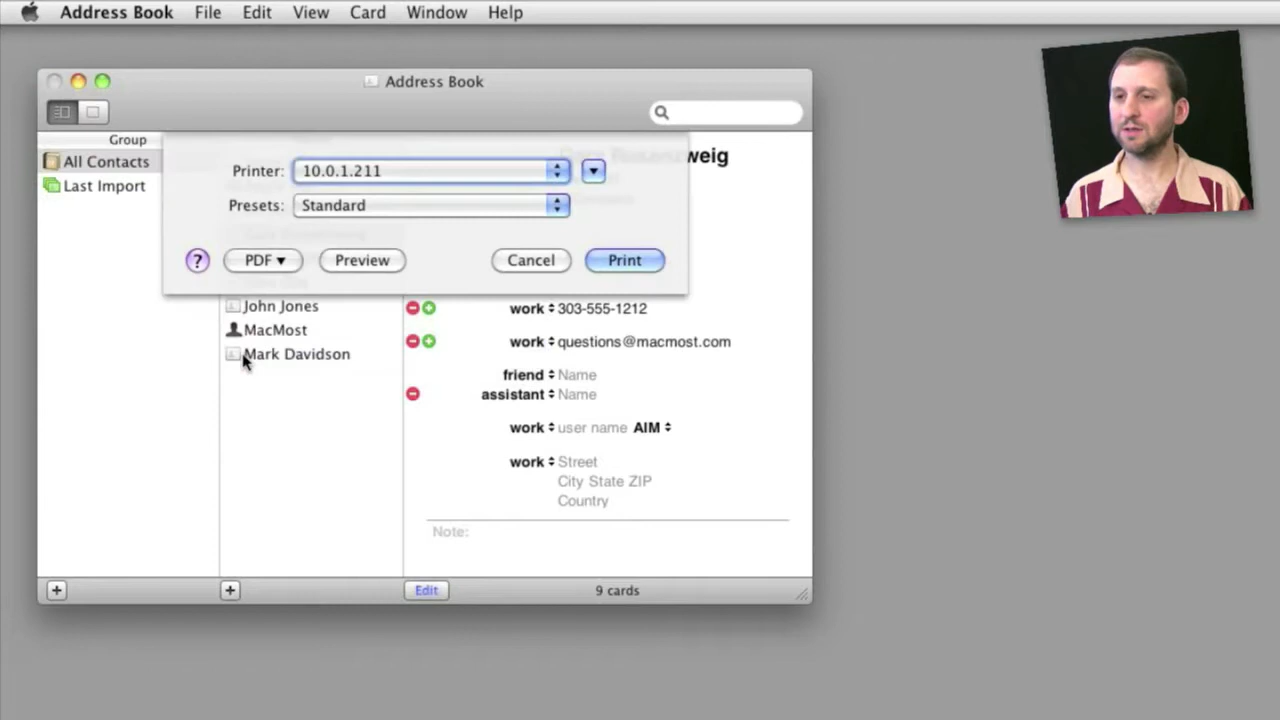 Address Book File Edit View Card Window Help
Address Book
Group
All Contacts
Last Import
weig
Printer: 10.0.1.211
Presets: Standard
? PDF Preview Cancel Print
John Jones
MacMost
Mark Davidson
work 303-555-1212
work questions@macmost.com
friend Name
assistant Name
work user name AIM
work Street
City State ZIP
Country
Note:
Edit 9 cards